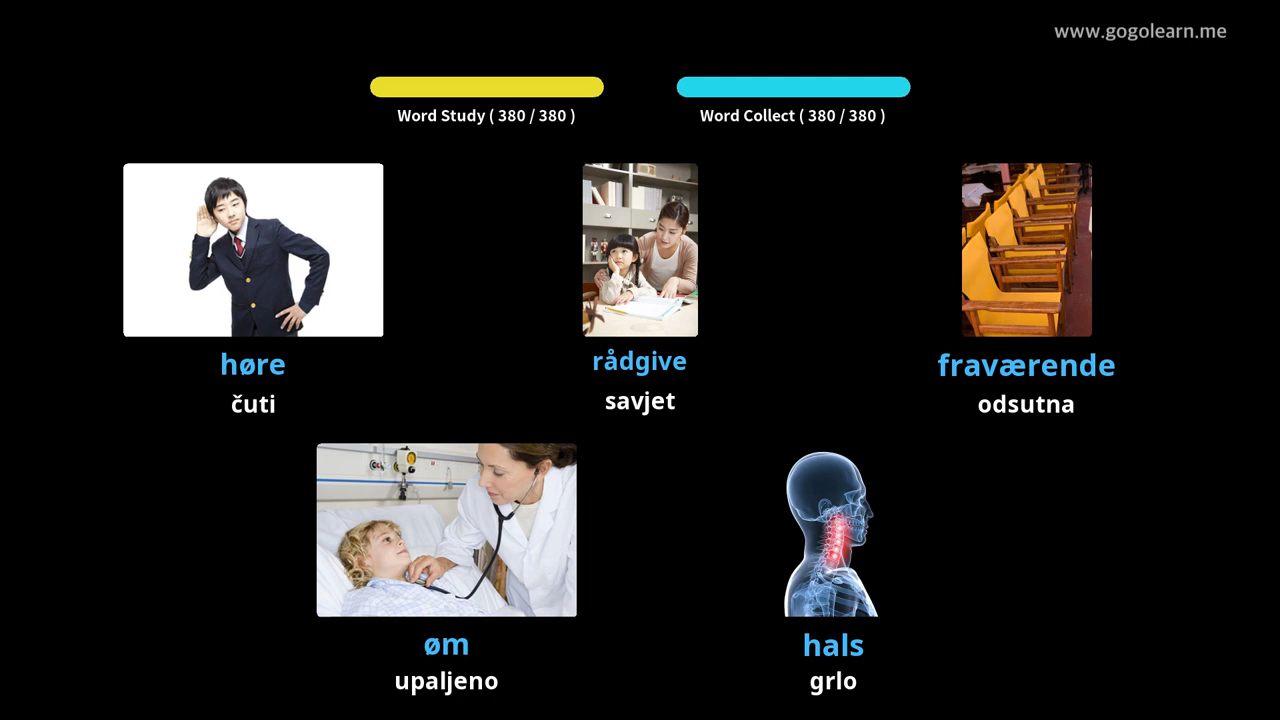 www.gogolearn.me
Word Study ( 380 / 380 )
Word Collect ( 380 / 380 )
høre
čuti
rådgive
savjet
fraværende
odsutna
øm
upaljeno
hals
grlo